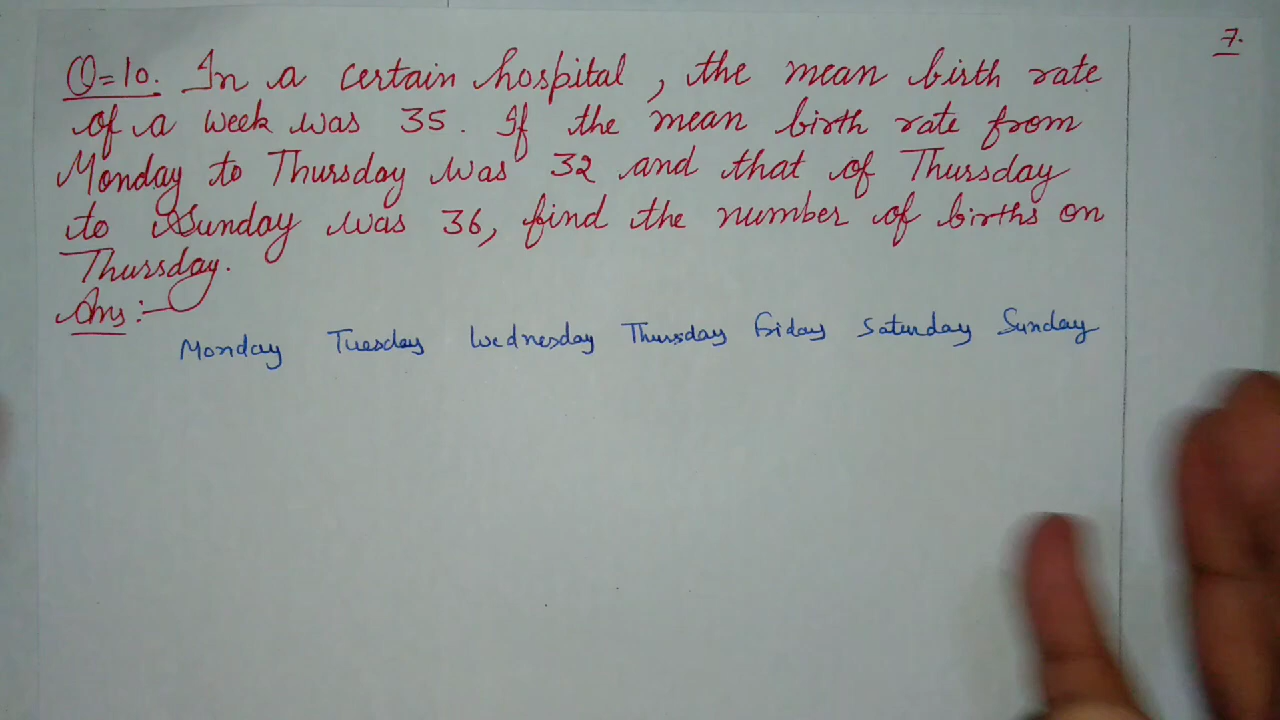 7.
Q=10. In a certain hospital, the mean birth rate
of a week was 35. If the mean birth rate from
Monday to Thursday was 32 and that of Thursday
to Sunday was 36, find the number of births on
Thursday.
Ans:-
Monday Tuesday Wednesday Thursday Friday Saturday Sunday